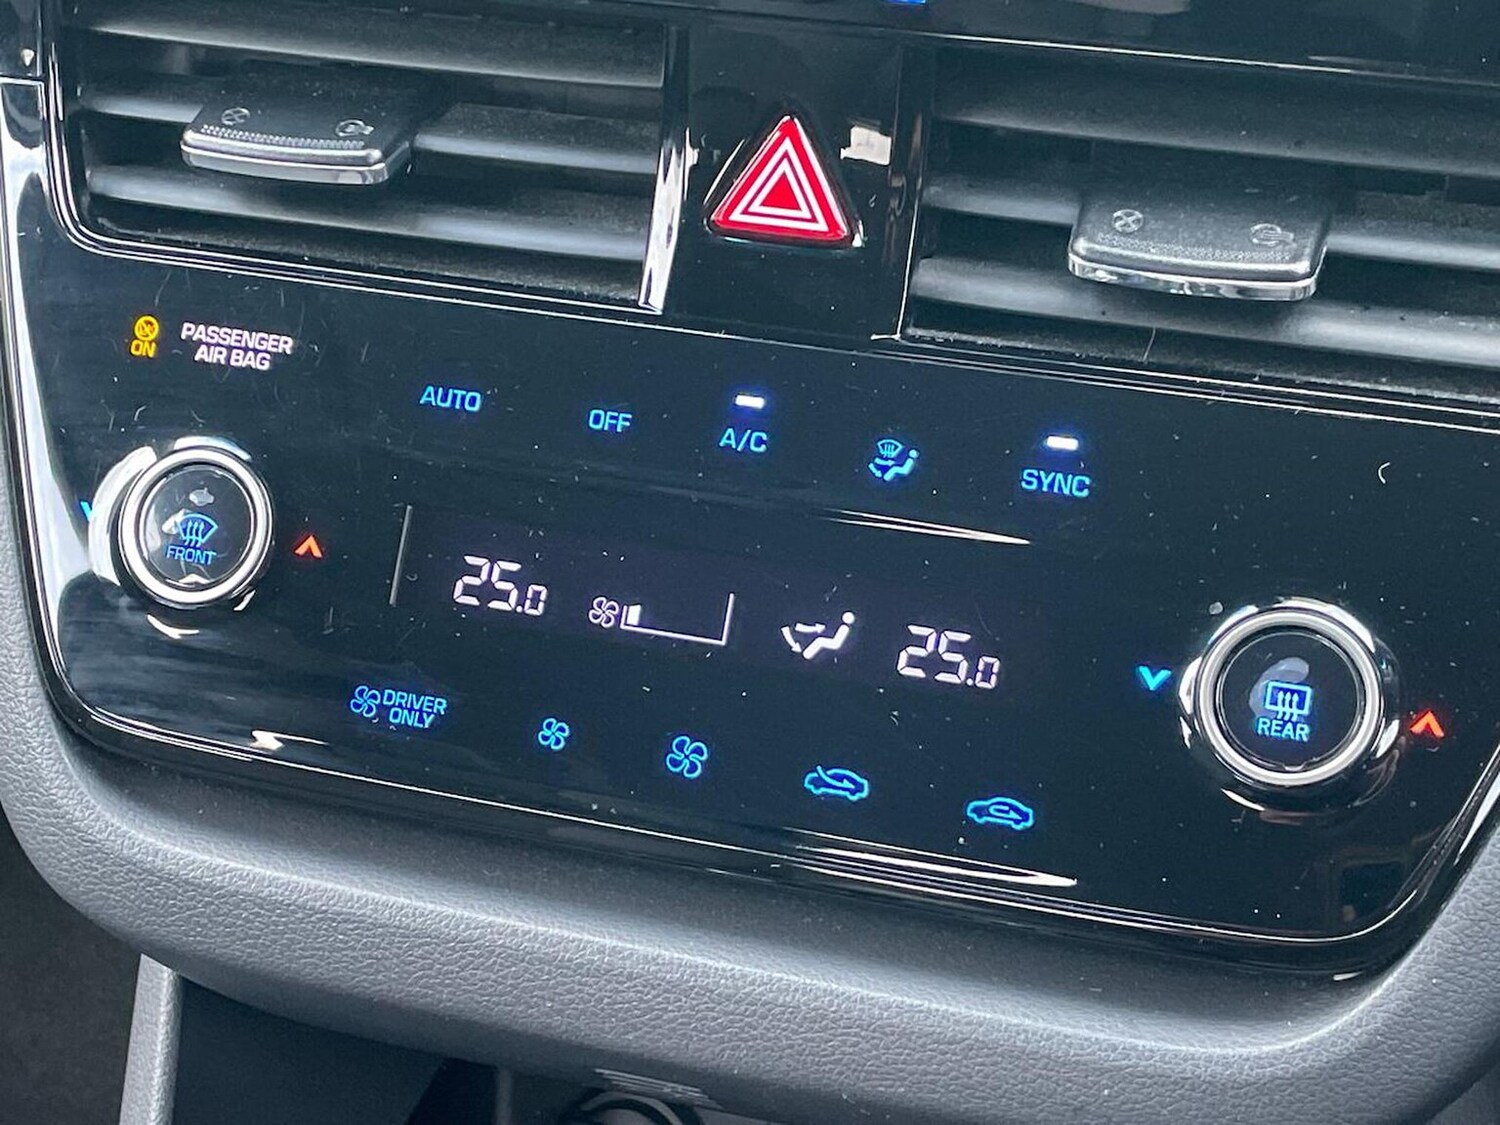 ON
PASSENGER
AIR BAG
AUTO
OFF
A/C
SYNC
FRONT
25.0
25.0
DRIVER
ONLY
REAR